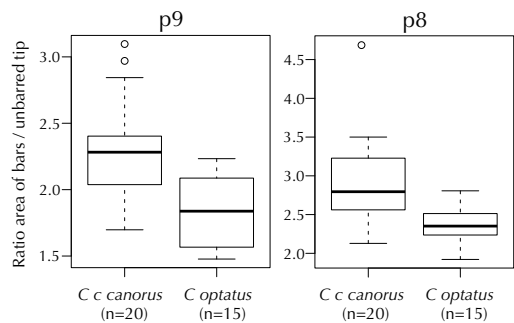 p9
p8
Ratio area of bars / unbarred tip
3.0
2.5
2.0
1.5
4.5
4.0
3.5
3.0
2.5
2.0
C c canorus
(n=20)
C optatus
(n=15)
C c canorus
(n=20)
C optatus
(n=15)